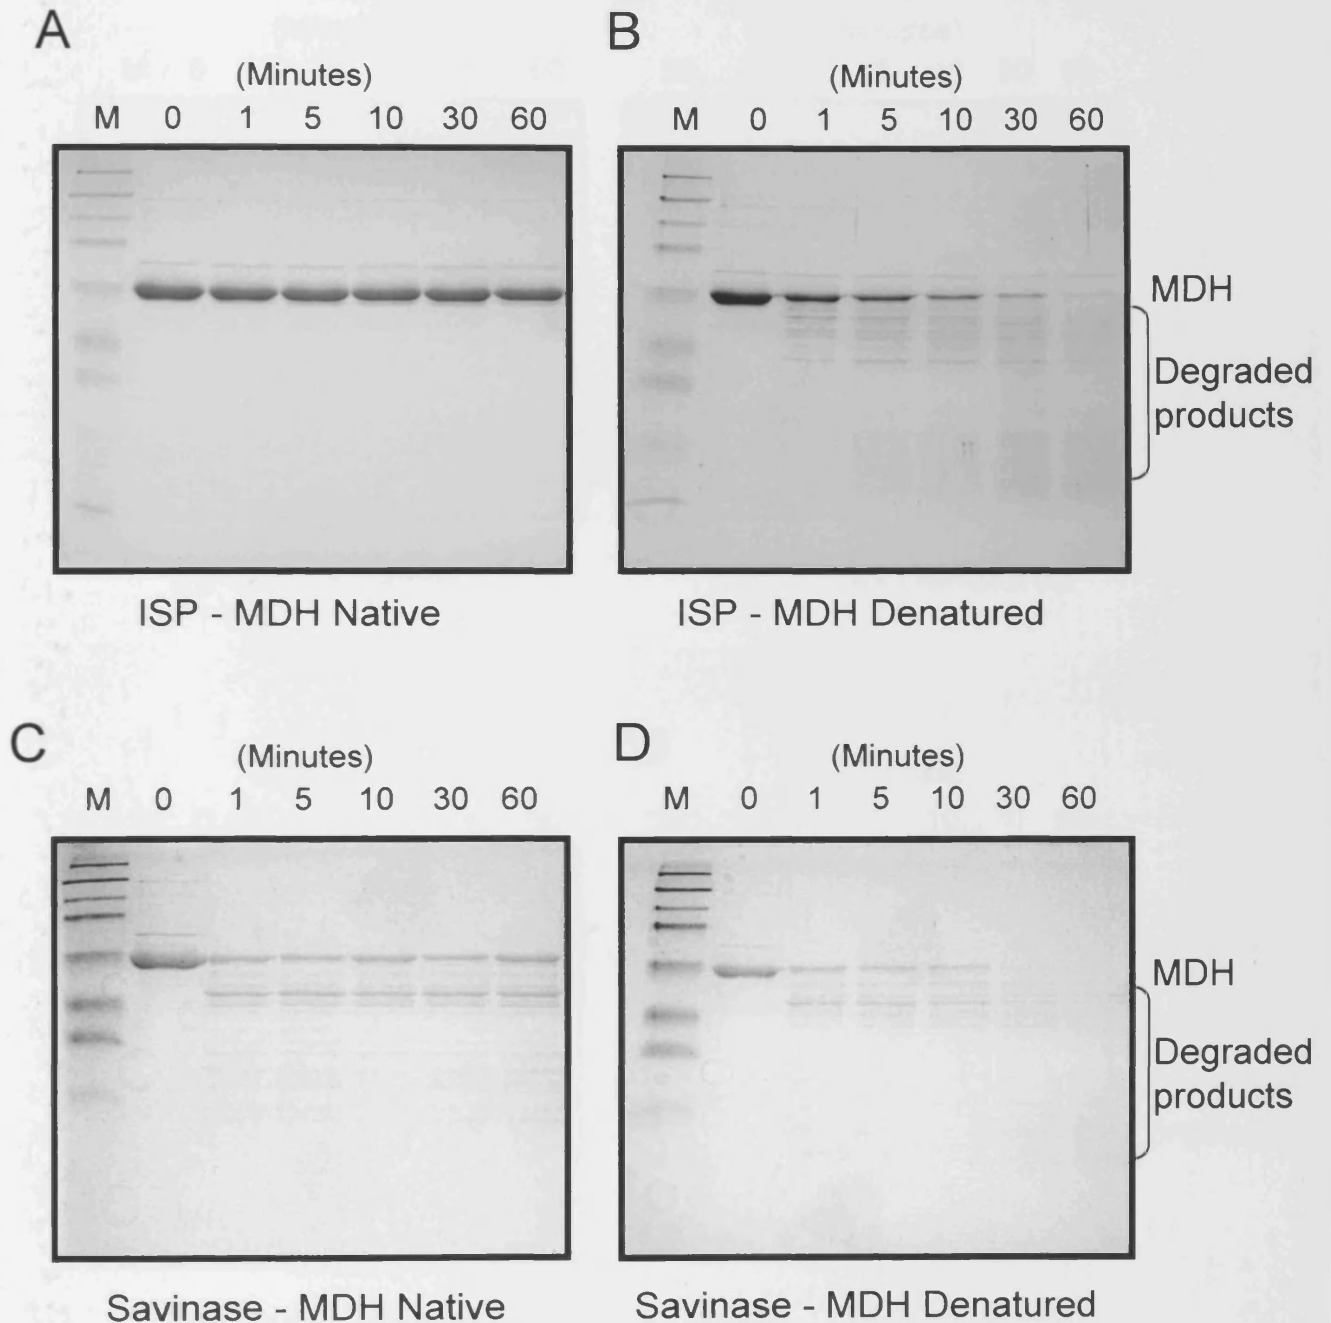 A
(Minutes)
M 0 1 5 10 30 60
ISP - MDH Native
B
(Minutes)
M 0 1 5 10 30 60
MDH
Degraded
products
ISP - MDH Denatured
C
(Minutes)
M 0 1 5 10 30 60
Savinase - MDH Native
D
(Minutes)
M 0 1 5 10 30 60
MDH
Degraded
products
Savinase - MDH Denatured